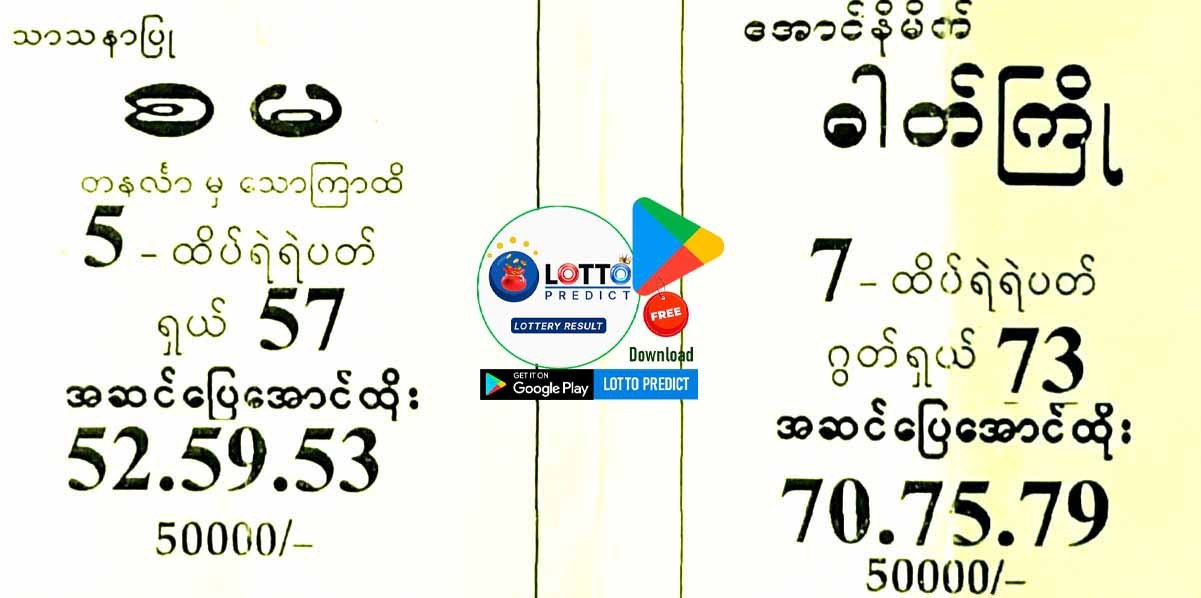 သာသနာပြု
စ မ
တနင်္လာ မှ သောကြာထိ
5 - ထိပ်ရဲရဲပတ်
ရှယ် 57
အဆင်ပြေအောင်ထိုး
52.59.53
50000/-
LOTTO
PREDICT
LOTTERY RESULT
FREE
Download
GET IT ON
Google Play
LOTTO PREDICT
အောင်နိမိတ်
ဓါတ်ကြို
7 - ထိပ်ရဲရဲပတ်
ဂွတ်ရှယ် 73
အဆင်ပြေအောင်ထိုး
70.75.79
50000/-